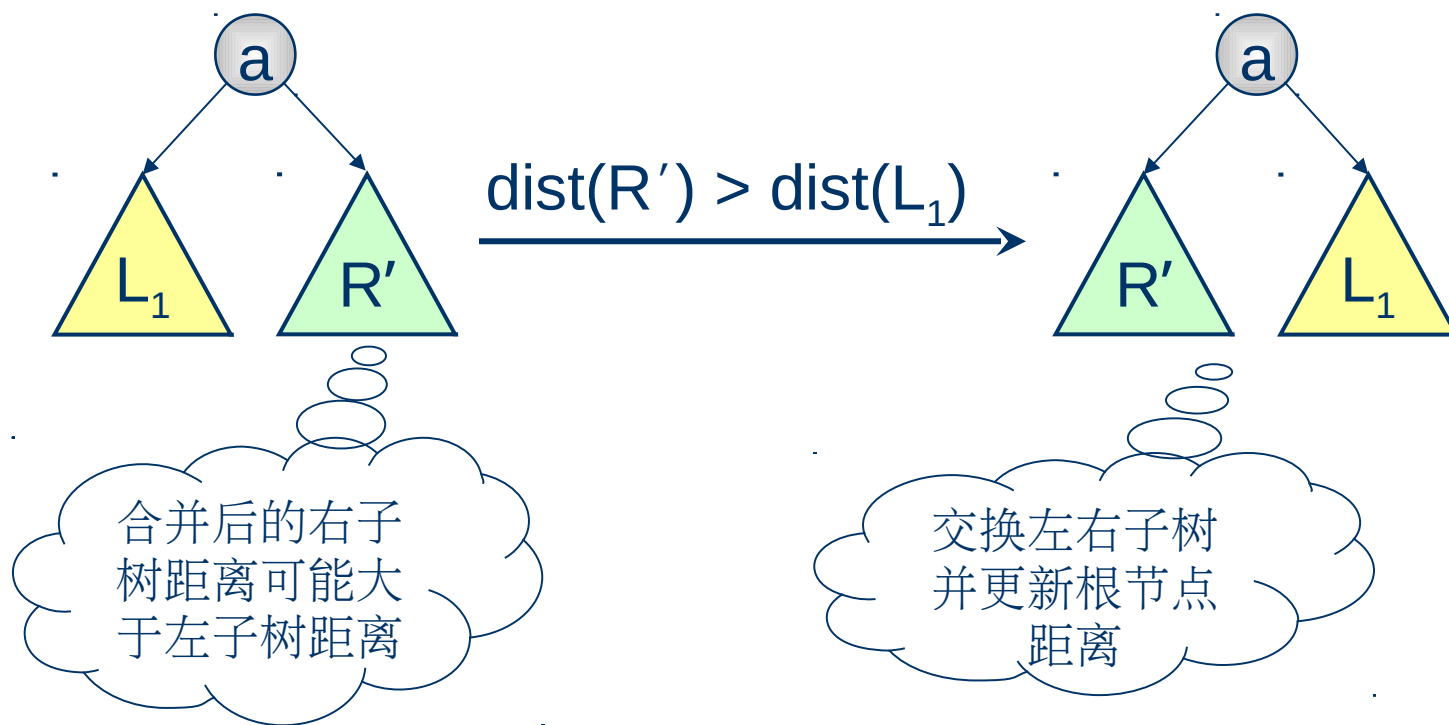 a
L₁
R′
dist(R′) > dist(L₁)
a
R′
L₁
合并后的右子
树距离可能大
于左子树距离
交换左右子树
并更新根节点
距离